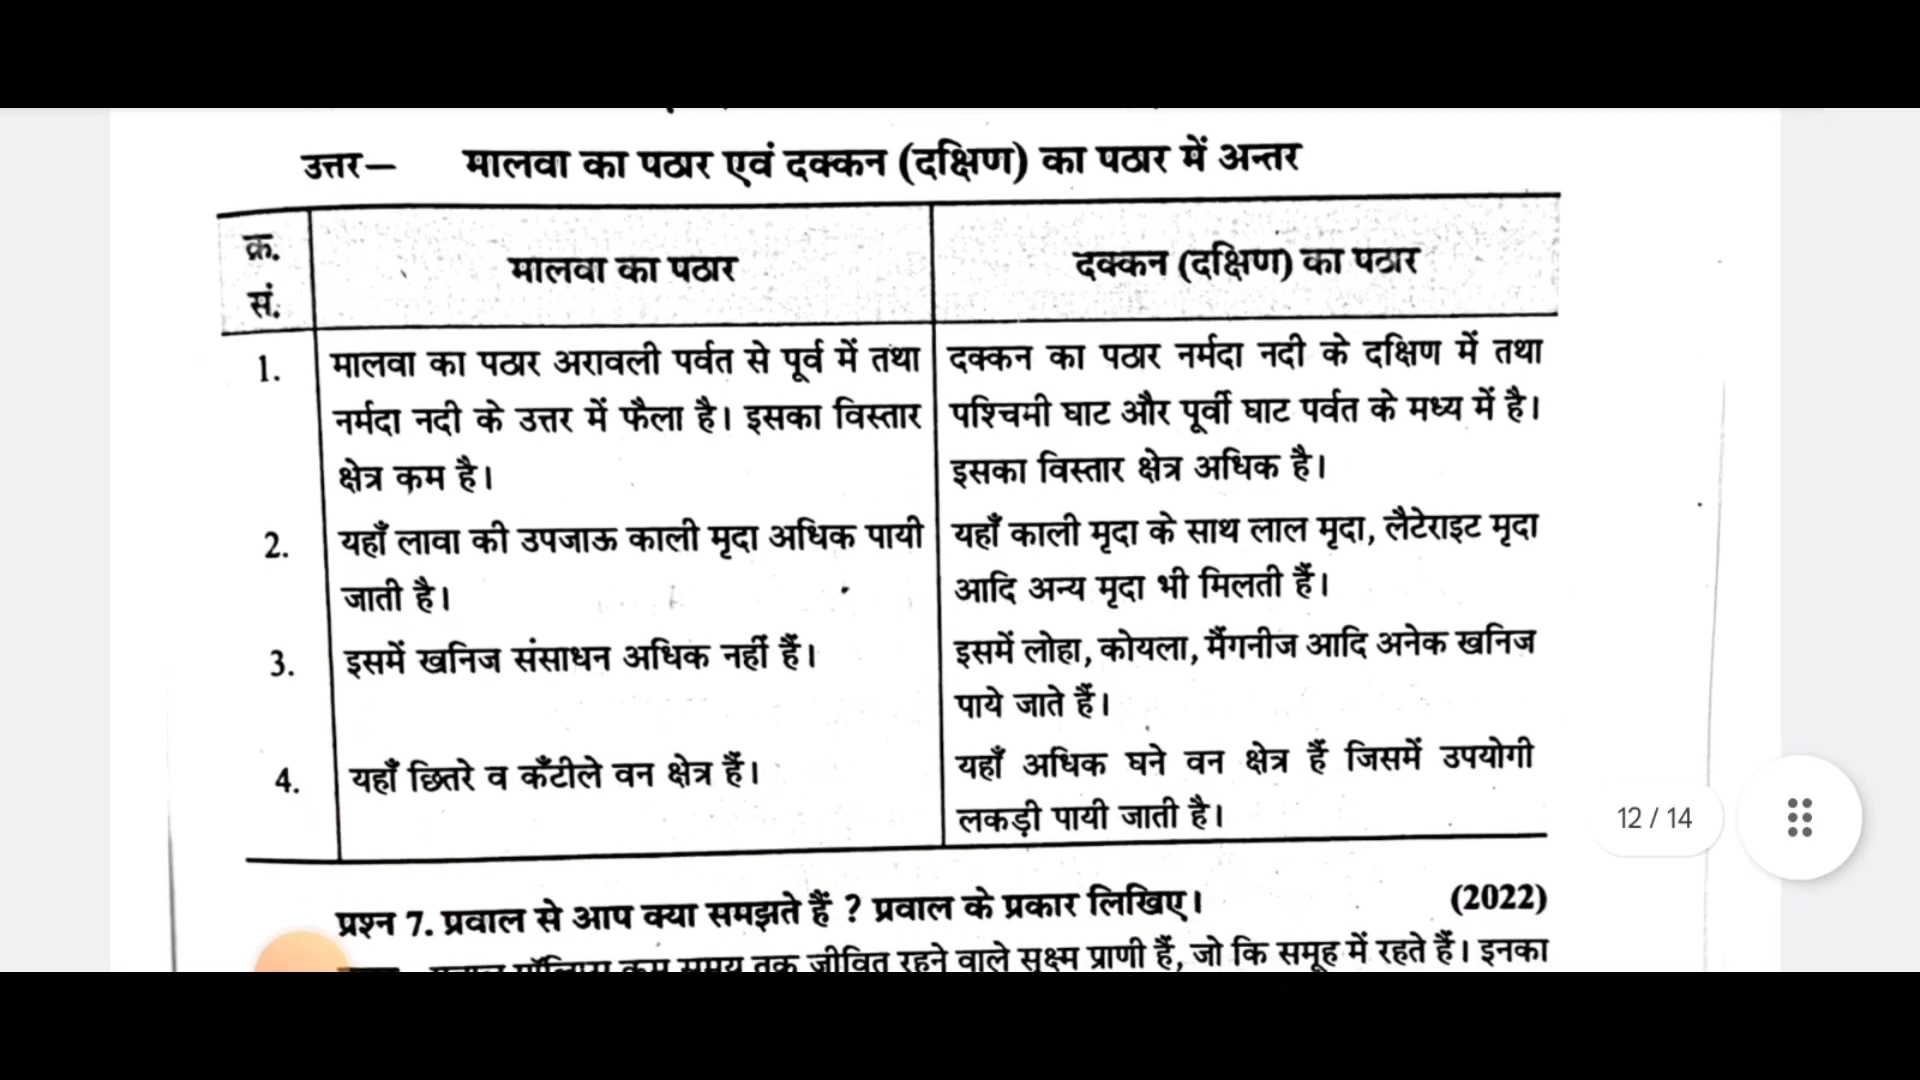 उत्तर— मालवा का पठार एवं दक्कन (दक्षिण) का पठार में अन्तर
क्र. सं.
मालवा का पठार
दक्कन (दक्षिण) का पठार
1.
मालवा का पठार अरावली पर्वत से पूर्व में तथा
नर्मदा नदी के उत्तर में फैला है। इसका विस्तार
क्षेत्र कम है।
दक्कन का पठार नर्मदा नदी के दक्षिण में तथा
पश्चिमी घाट और पूर्वी घाट पर्वत के मध्य में है।
इसका विस्तार क्षेत्र अधिक है।
2.
यहाँ लावा की उपजाऊ काली मृदा अधिक पायी
जाती है।
यहाँ काली मृदा के साथ लाल मृदा, लैटेराइट मृदा
आदि अन्य मृदा भी मिलती हैं।
3.
इसमें खनिज संसाधन अधिक नहीं हैं।
इसमें लोहा, कोयला, मैंगनीज आदि अनेक खनिज
पाये जाते हैं।
4.
यहाँ छितरे व कँटीले वन क्षेत्र हैं।
यहाँ अधिक घने वन क्षेत्र हैं जिसमें उपयोगी
लकड़ी पायी जाती है।
12 / 14
प्रश्न 7. प्रवाल से आप क्या समझते हैं ? प्रवाल के प्रकार लिखिए। (2022)
कम समय तक जीवित रहने वाले सूक्ष्म प्राणी हैं, जो कि समूह में रहते हैं। इनका